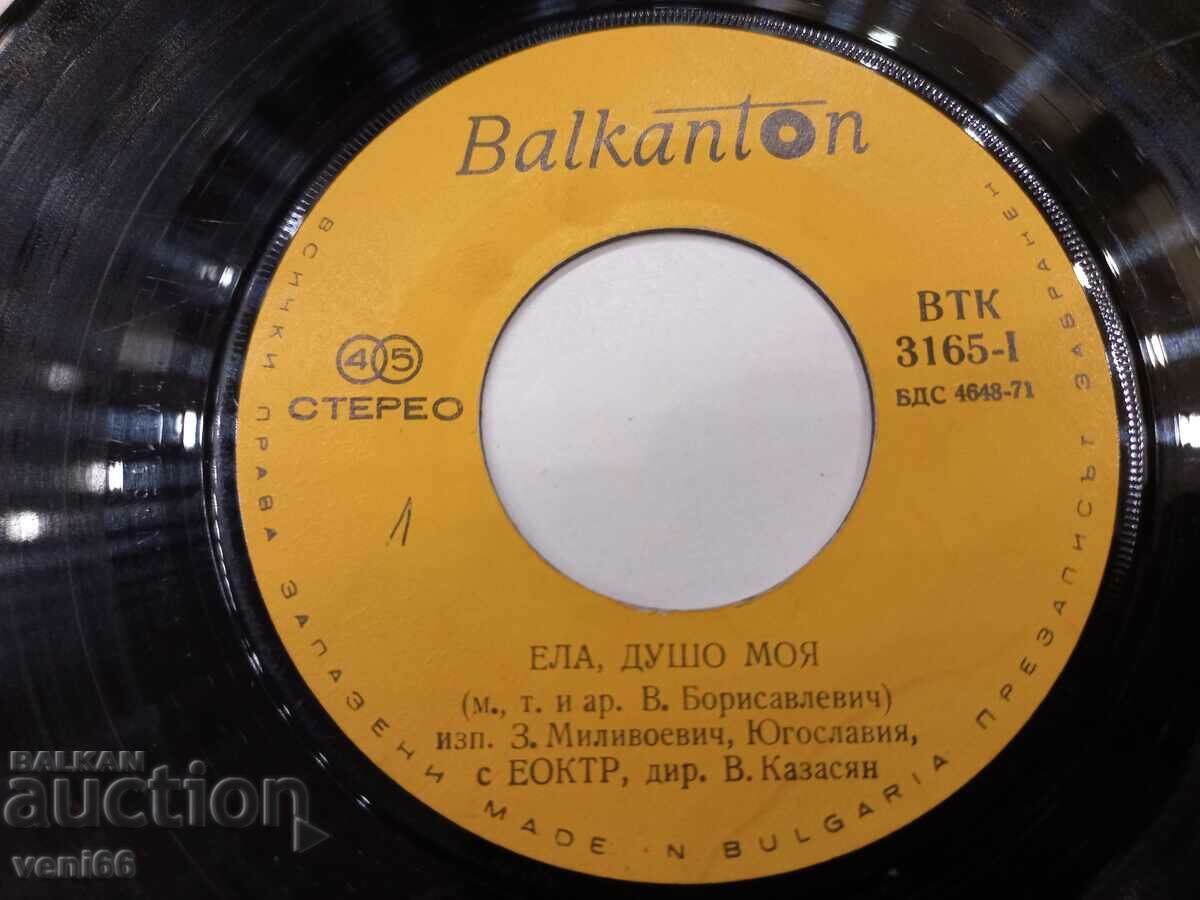 Balkanton
ВТК
3165-I
БДС 4648-71
45
СТЕРЕО
1
ЕЛА, ДУШО МОЯ
(м., т. и ар. В. Борисавлевич)
изп. З. Миливоевич, Югославия,
с ЕОКТР, дир. В. Казасян
ВСИЧКИ ПРАВА ЗАПАЗЕНИ MADE IN BULGARIA ПРЕЗАПИСЪТ ЗАБРАНЕН
BALKAN
auction
veni66